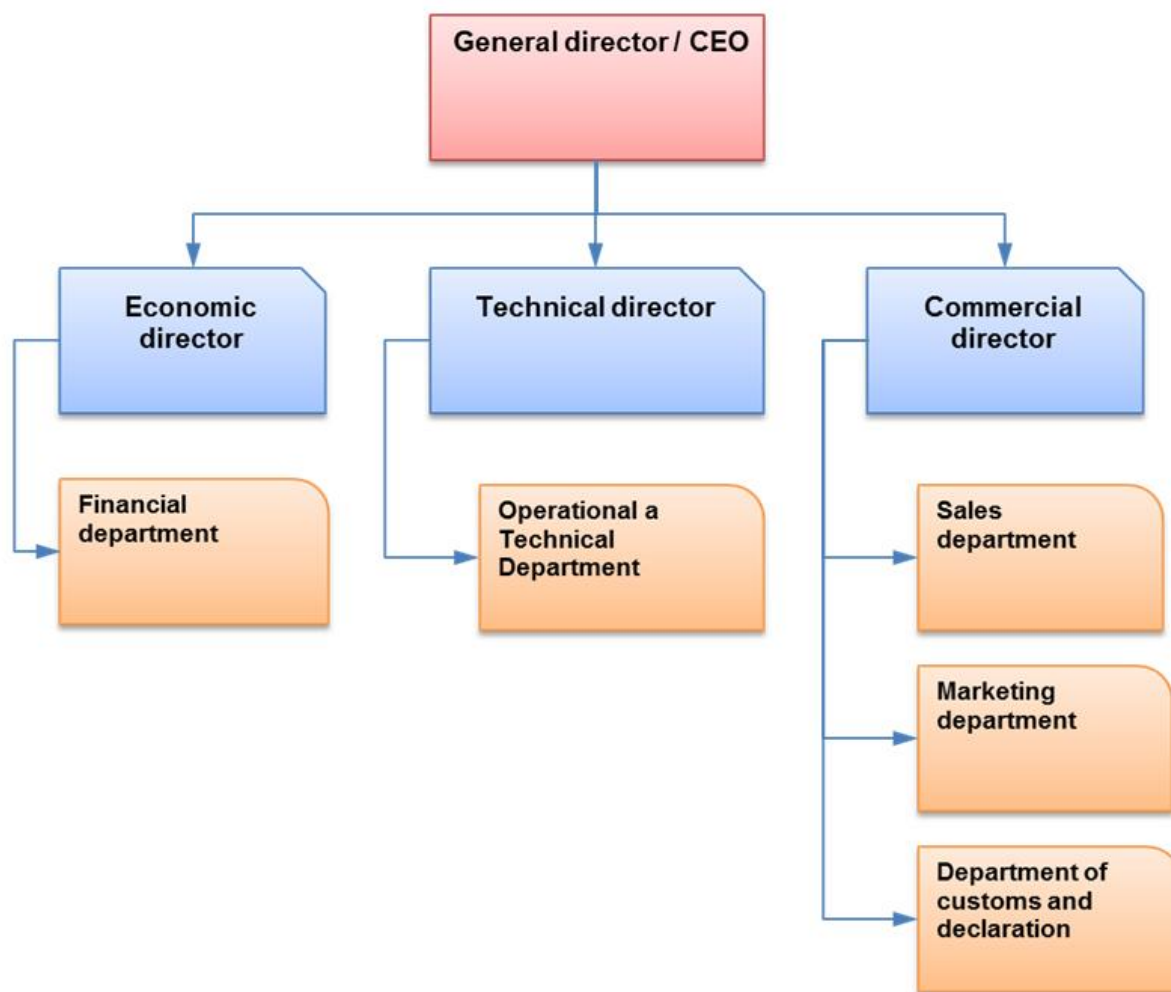 General director / CEO
Economic
director
Technical director
Commercial
director
Financial
department
Operational a
Technical
Department
Sales
department
Marketing
department
Department of
customs and
declaration